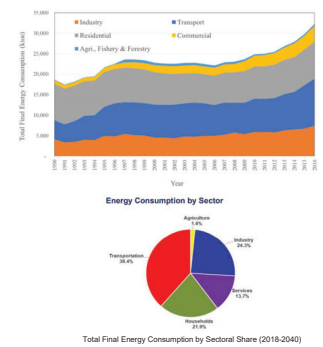 35,000
30,000
25,000
20,000
15,000
10,000
5,000
-
Total Final Energy Consumption (ktoe)
Industry
Transport
Residential
Commercial
Agri., Fishery & Forestry
1990 1991 1992 1993 1994 1995 1996 1997 1998 1999 2000 2001 2002 2003 2004 2005 2006 2007 2008 2009 2010 2011 2012 2013 2014 2015 2016
Year
Energy Consumption by Sector
Agriculture
1.6%
Industry
24.3%
Services
13.7%
Households
21.9%
Transportation
38.4%
Total Final Energy Consumption by Sectoral Share (2018-2040)